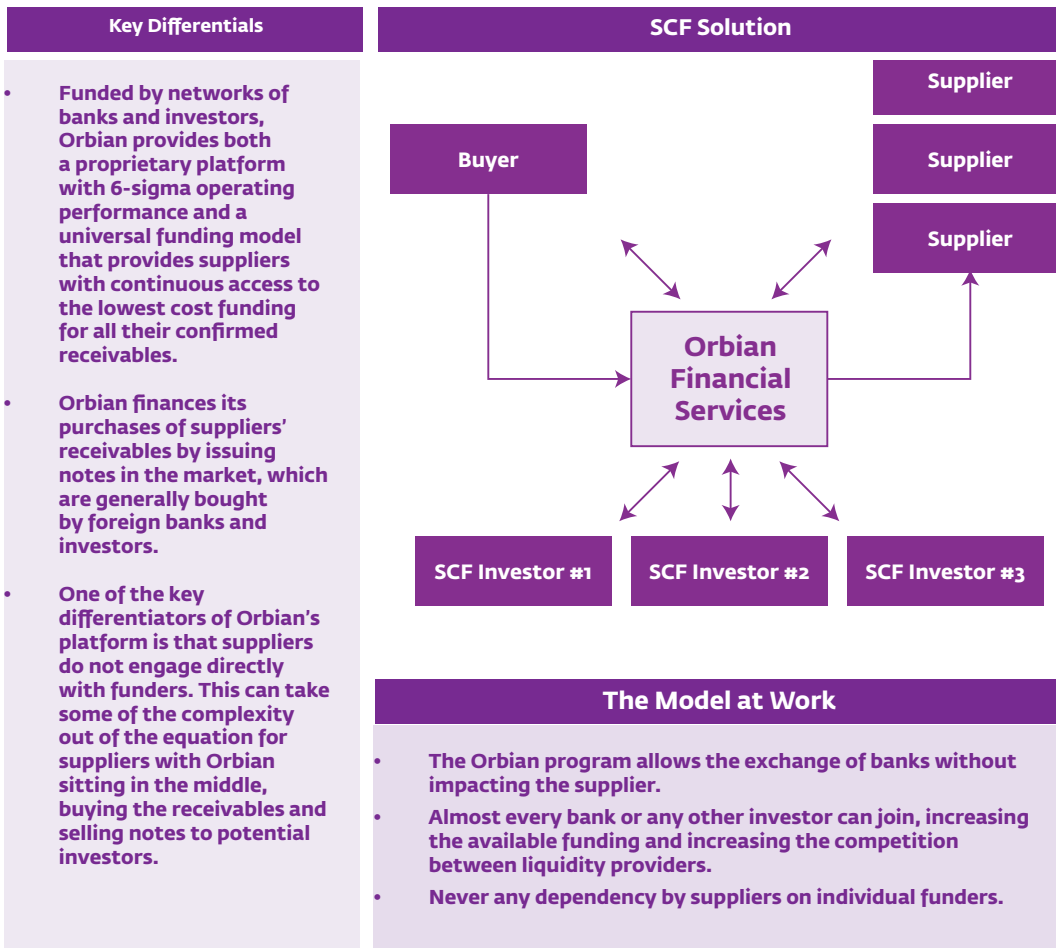 Key Differentials
• Funded by networks of
banks and investors,
Orbian provides both
a proprietary platform
with 6-sigma operating
performance and a
universal funding model
that provides suppliers
with continuous access to
the lowest cost funding
for all their confirmed
receivables.
• Orbian finances its
purchases of suppliers’
receivables by issuing
notes in the market, which
are generally bought
by foreign banks and
investors.
• One of the key
differentiators of Orbian’s
platform is that suppliers
do not engage directly
with funders. This can take
some of the complexity
out of the equation for
suppliers with Orbian
sitting in the middle,
buying the receivables and
selling notes to potential
investors.
SCF Solution
Supplier
Buyer
Supplier
Supplier
Orbian
Financial
Services
SCF Investor #1
SCF Investor #2
SCF Investor #3
The Model at Work
• The Orbian program allows the exchange of banks without
impacting the supplier.
• Almost every bank or any other investor can join, increasing
the available funding and increasing the competition
between liquidity providers.
• Never any dependency by suppliers on individual funders.